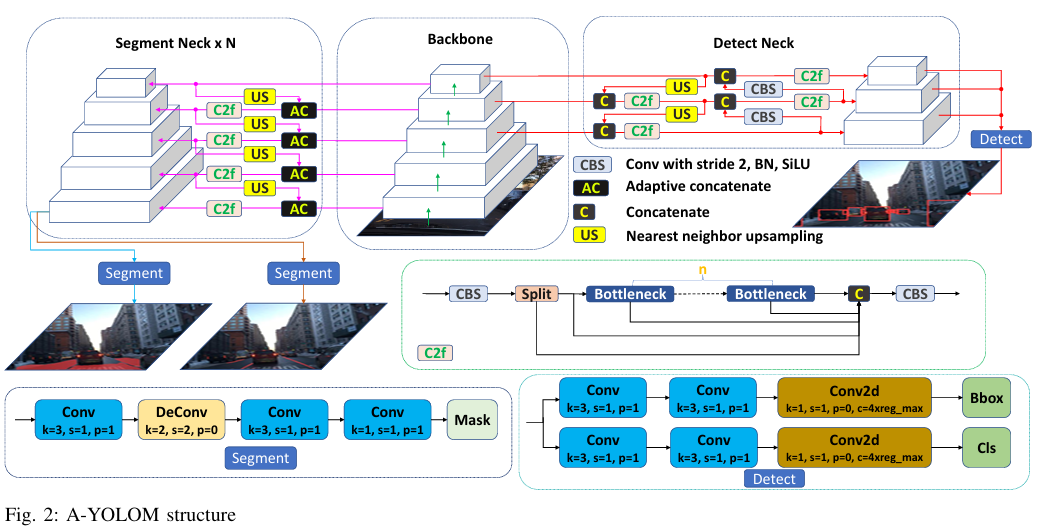 Segment Neck x N
Backbone
Detect Neck
US
C2f
AC
US
C2f
AC
US
C2f
AC
US
C2f
AC
US
C
C2f
C
C2f
CBS
US
C
C2f
CBS
C
C2f
Detect
CBS Conv with stride 2, BN, SiLU
AC Adaptive concatenate
C Concatenate
US Nearest neighbor upsampling
Segment
Segment
n
CBS Split Bottleneck Bottleneck C CBS
C2f
Conv
k=3, s=1, p=1
DeConv
k=2, s=2, p=0
Conv
k=3, s=1, p=1
Conv
k=1, s=1, p=1
Mask
Segment
Conv
k=3, s=1, p=1
Conv
k=3, s=1, p=1
Conv2d
k=1, s=1, p=0, c=4xreg_max
Bbox
Conv
k=3, s=1, p=1
Conv
k=3, s=1, p=1
Conv2d
k=1, s=1, p=0, c=4xreg_max
Cls
Detect
Fig. 2: A-YOLOM structure